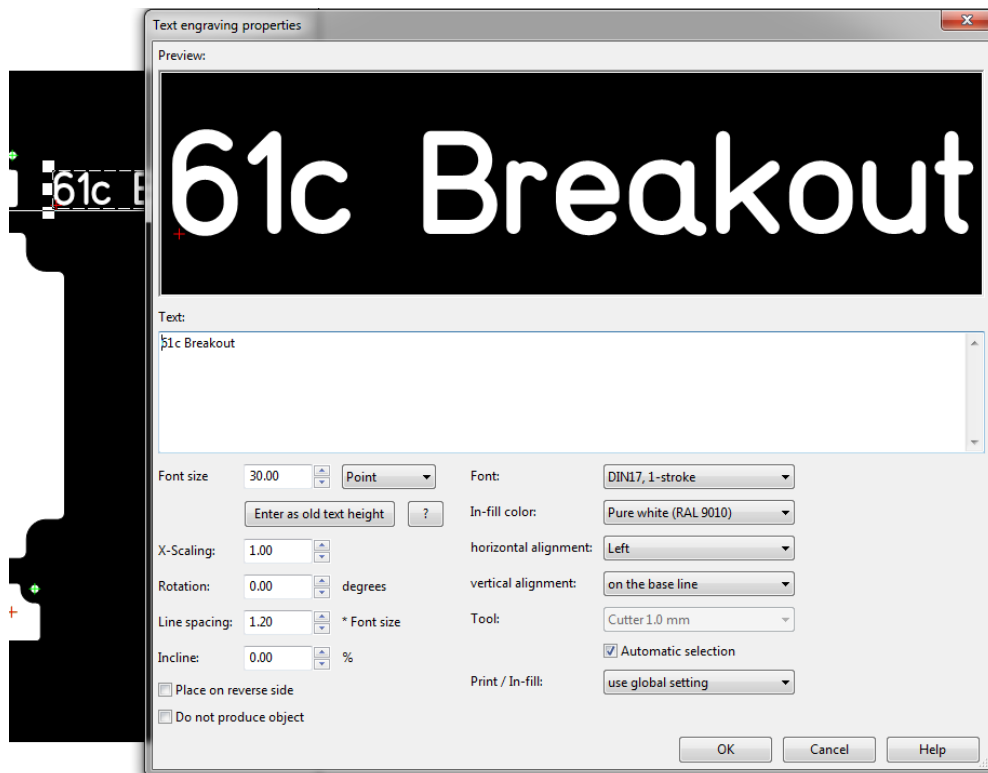 Text engraving properties
Preview:
61c Breakout
61c B
Text:
61c Breakout
Font size 30.00 Point
Font: DIN17, 1-stroke
Enter as old text height ?
In-fill color: Pure white (RAL 9010)
X-Scaling: 1.00
horizontal alignment: Left
Rotation: 0.00 degrees
vertical alignment: on the base line
Line spacing: 1.20 * Font size
Tool: Cutter 1.0 mm
Automatic selection
Incline: 0.00 %
Print / In-fill: use global setting
Place on reverse side
Do not produce object
OK Cancel Help